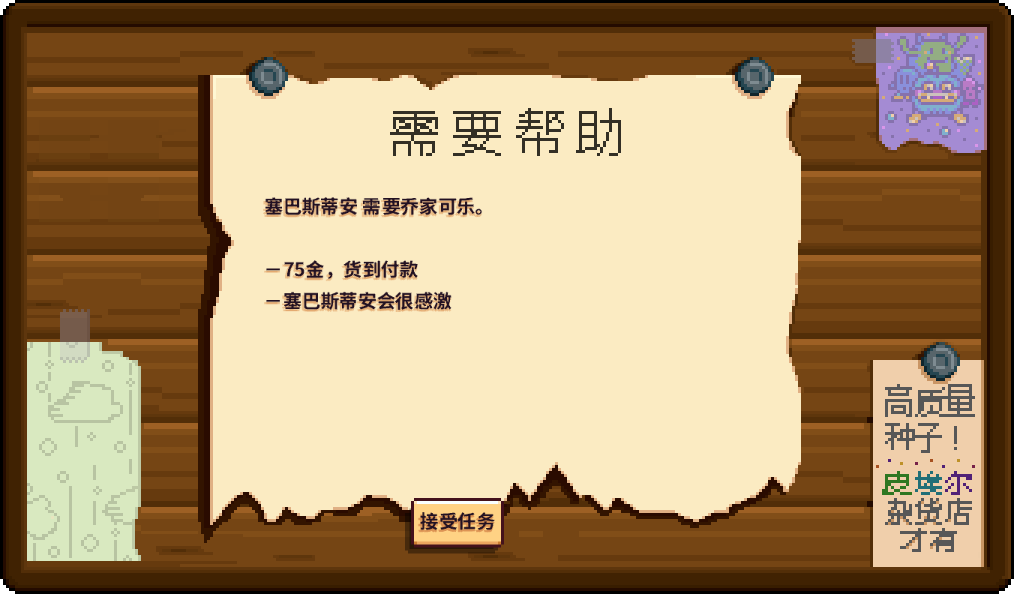 需要帮助
塞巴斯蒂安 需要乔家可乐。
－75金，货到付款
－塞巴斯蒂安会很感激
接受任务
高质量
种子！
皮埃尔
杂货店
才有